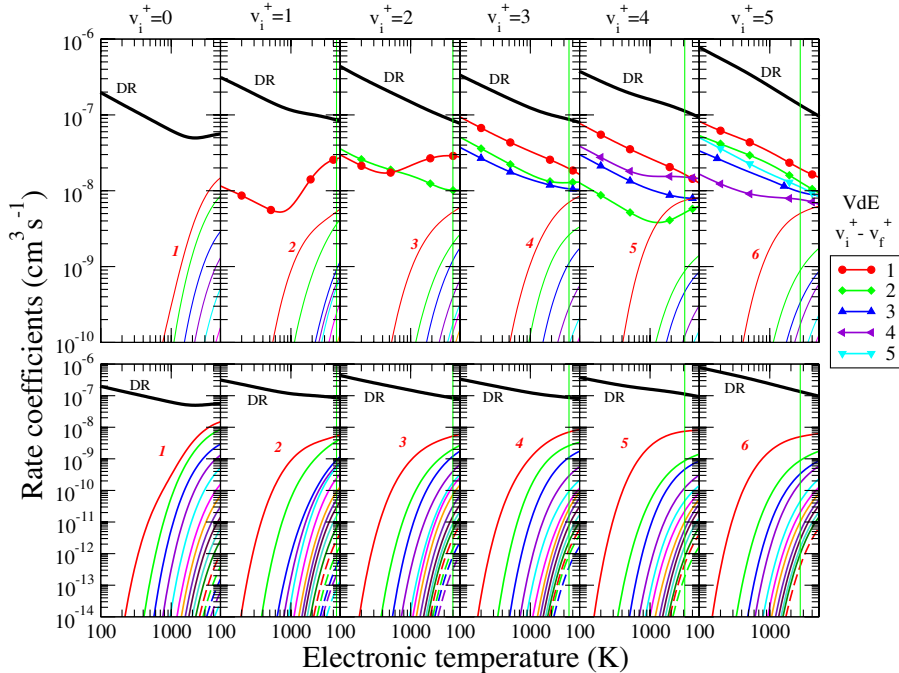 v_i^+=0 v_i^+=1 v_i^+=2 v_i^+=3 v_i^+=4 v_i^+=5
10^-6
10^-7
10^-8
10^-9
10^-10
DR DR DR DR DR DR
1 2 3 4 5 6
VdE
v_i^+ - v_f^+
1
2
3
4
5
10^-6
10^-7
10^-8
10^-9
10^-10
10^-11
10^-12
10^-13
10^-14
DR DR DR DR DR DR
1 2 3 4 5 6
100 1000 100 1000 100 1000 100 1000 100 1000 100 1000
Rate coefficients (cm^3 s^-1)
Electronic temperature (K)